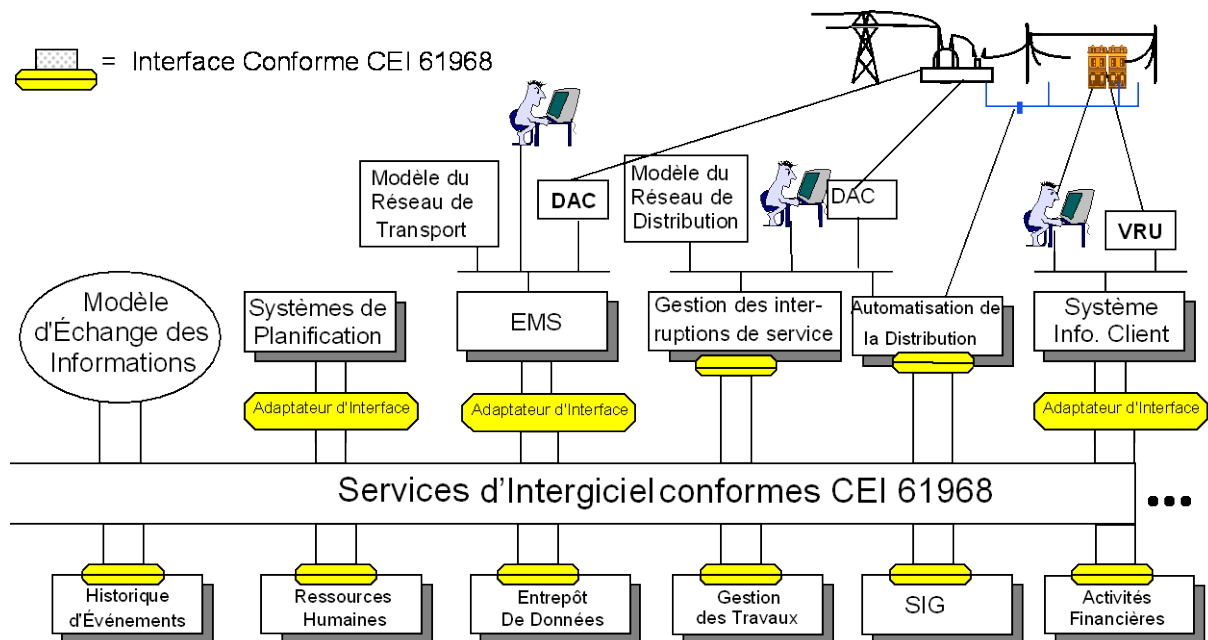 = Interface Conforme CEI 61968
Modèle du
Réseau de
Transport
DAC
Modèle du
Réseau de
Distribution
DAC
VRU
Modèle
d'Échange des
Informations
Systèmes de
Planification
EMS
Gestion des inter-
ruptions de service
Automatisation de
la Distribution
Système
Info. Client
Adaptateur d'Interface
Adaptateur d'Interface
Adaptateur d'Interface
Services d'Intergiciel conformes CEI 61968
...
Historique
d'Événements
Ressources
Humaines
Entrepôt
De Données
Gestion
des Travaux
SIG
Activités
Financières